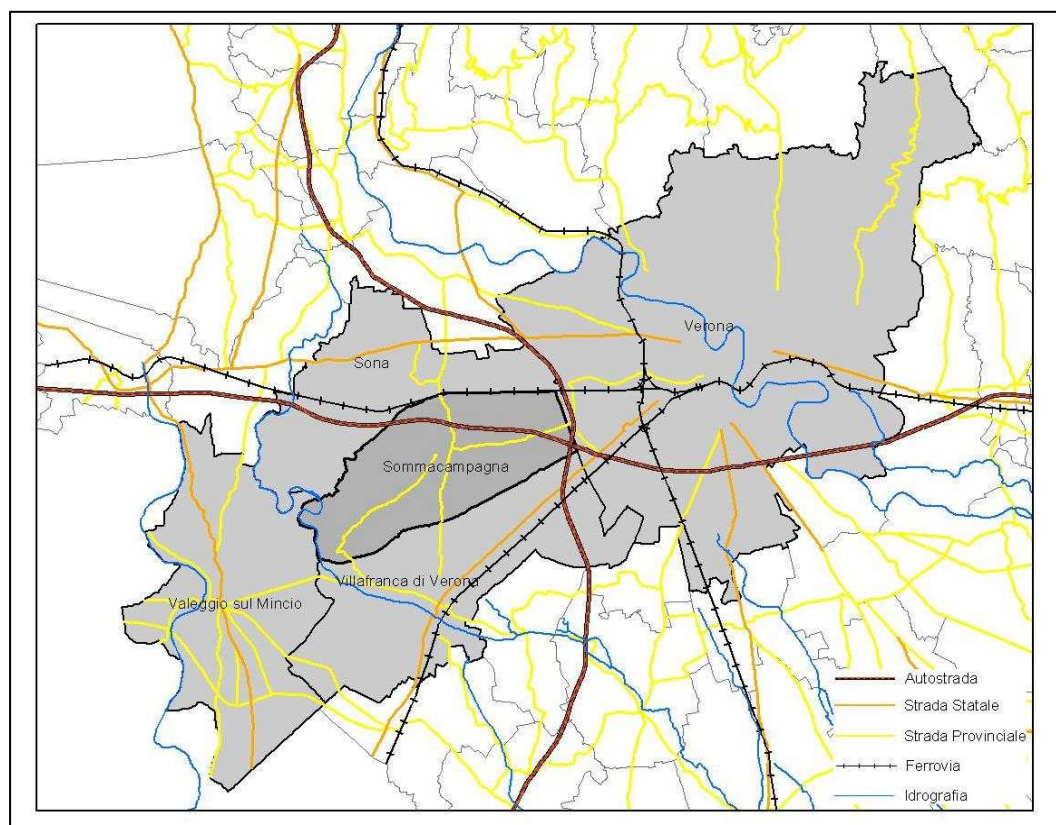 Verona
Sona
Sommacampagna
Villafranca di Verona
Valeggio sul Mincio
Autostrada
Strada Statale
Strada Provinciale
Ferrovia
Idrografia